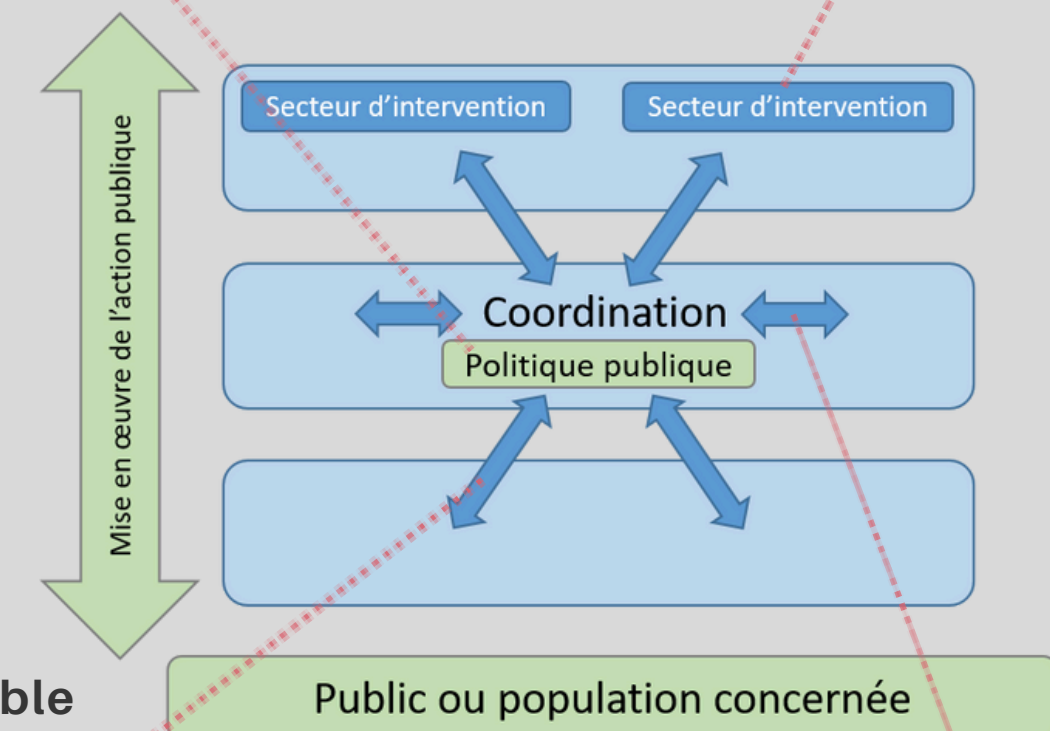 Secteur d'intervention
Secteur d'intervention
Mise en œuvre de l'action publique
Coordination
Politique publique
ble
Public ou population concernée